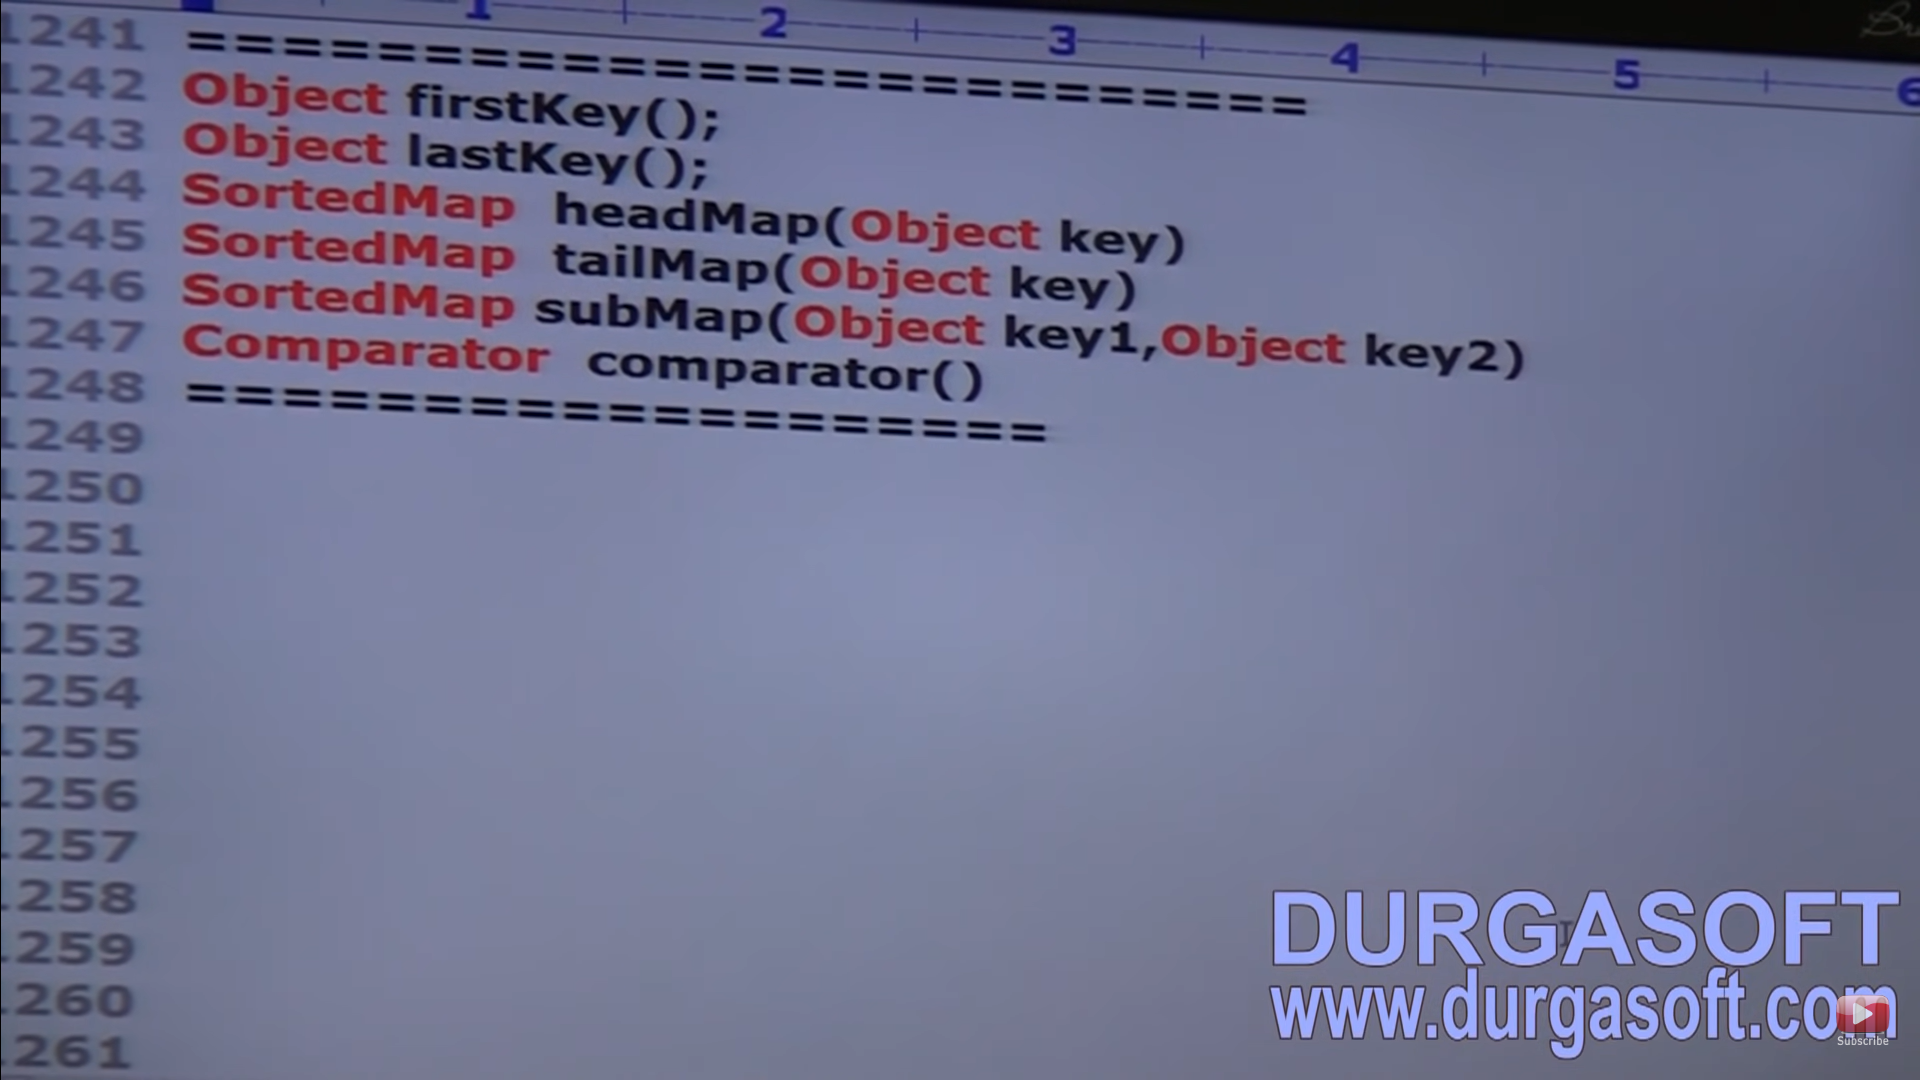 1 2 3 4 5 6
1241 ========================
1242 Object firstKey();
1243 Object lastKey();
1244 SortedMap  headMap(Object key)
1245 SortedMap  tailMap(Object key)
1246 SortedMap subMap(Object key1,Object key2)
1247 Comparator  comparator()
1248 ===================
1249
1250
1251
1252
1253
1254
1255
1256
1257
1258
1259
1260
1261
DURGASOFT
www.durgasoft.com
Subscribe